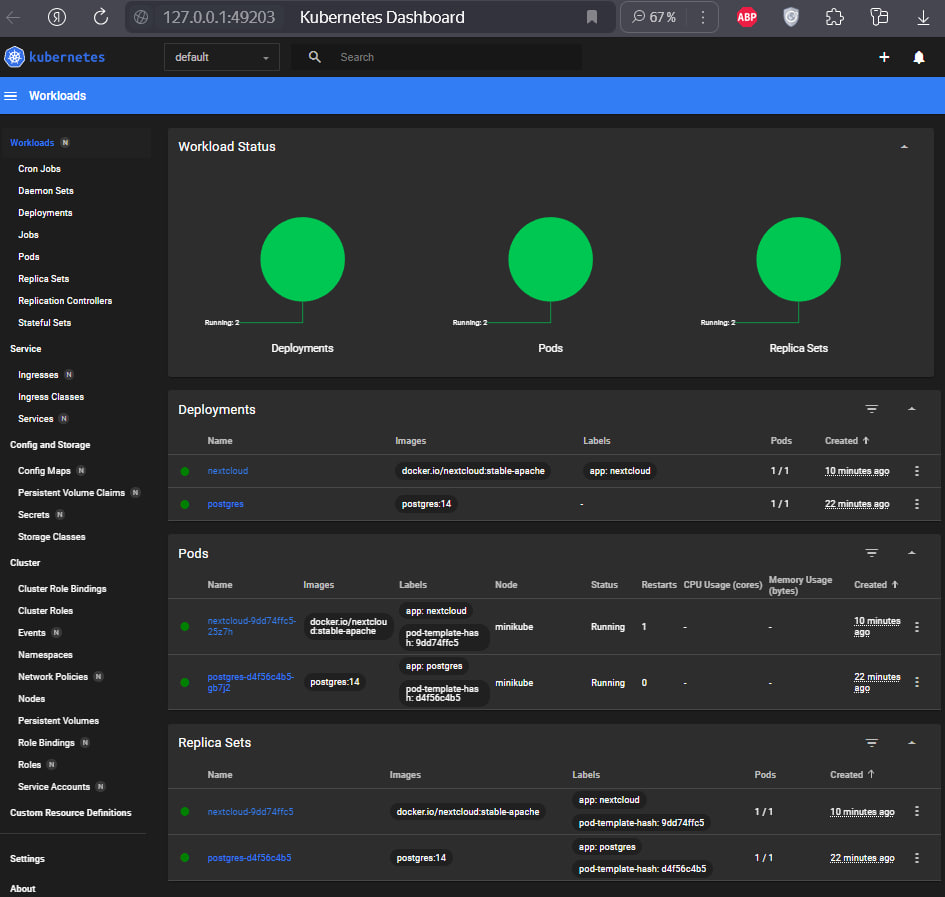 Я 127.0.0.1:49203 Kubernetes Dashboard 67 % ABP
kubernetes default Search
Workloads
Workloads N
Cron Jobs
Daemon Sets
Deployments
Jobs
Pods
Replica Sets
Replication Controllers
Stateful Sets
Service
Ingresses N
Ingress Classes
Services N
Config and Storage
Config Maps N
Persistent Volume Claims N
Secrets N
Storage Classes
Cluster
Cluster Role Bindings
Cluster Roles
Events N
Namespaces
Network Policies N
Nodes
Persistent Volumes
Role Bindings N
Roles N
Service Accounts N
Custom Resource Definitions
Settings
About
Workload Status
Running: 2 Running: 2 Running: 2
Deployments Pods Replica Sets
Deployments
Name Images Labels Pods Created
nextcloud docker.io/nextcloud:stable-apache app: nextcloud 1 / 1 10 minutes ago
postgres postgres:14 - 1 / 1 22 minutes ago
Pods
Name Images Labels Node Status Restarts CPU Usage (cores) Memory Usage (bytes) Created
nextcloud-9dd74ffc5-
25z7h
docker.io/nextclou
d:stable-apache
app: nextcloud
pod-template-has
h: 9dd74ffc5
minikube Running 1 - - 10 minutes
ago
postgres-d4f56c4b5-
gb7j2
postgres:14
app: postgres
pod-template-has
h: d4f56c4b5
minikube Running 0 - - 22 minutes
ago
Replica Sets
Name Images Labels Pods Created
nextcloud-9dd74ffc5 docker.io/nextcloud:stable-apache
app: nextcloud
pod-template-hash: 9dd74ffc5
1 / 1 10 minutes ago
postgres-d4f56c4b5 postgres:14
app: postgres
pod-template-hash: d4f56c4b5
1 / 1 22 minutes ago